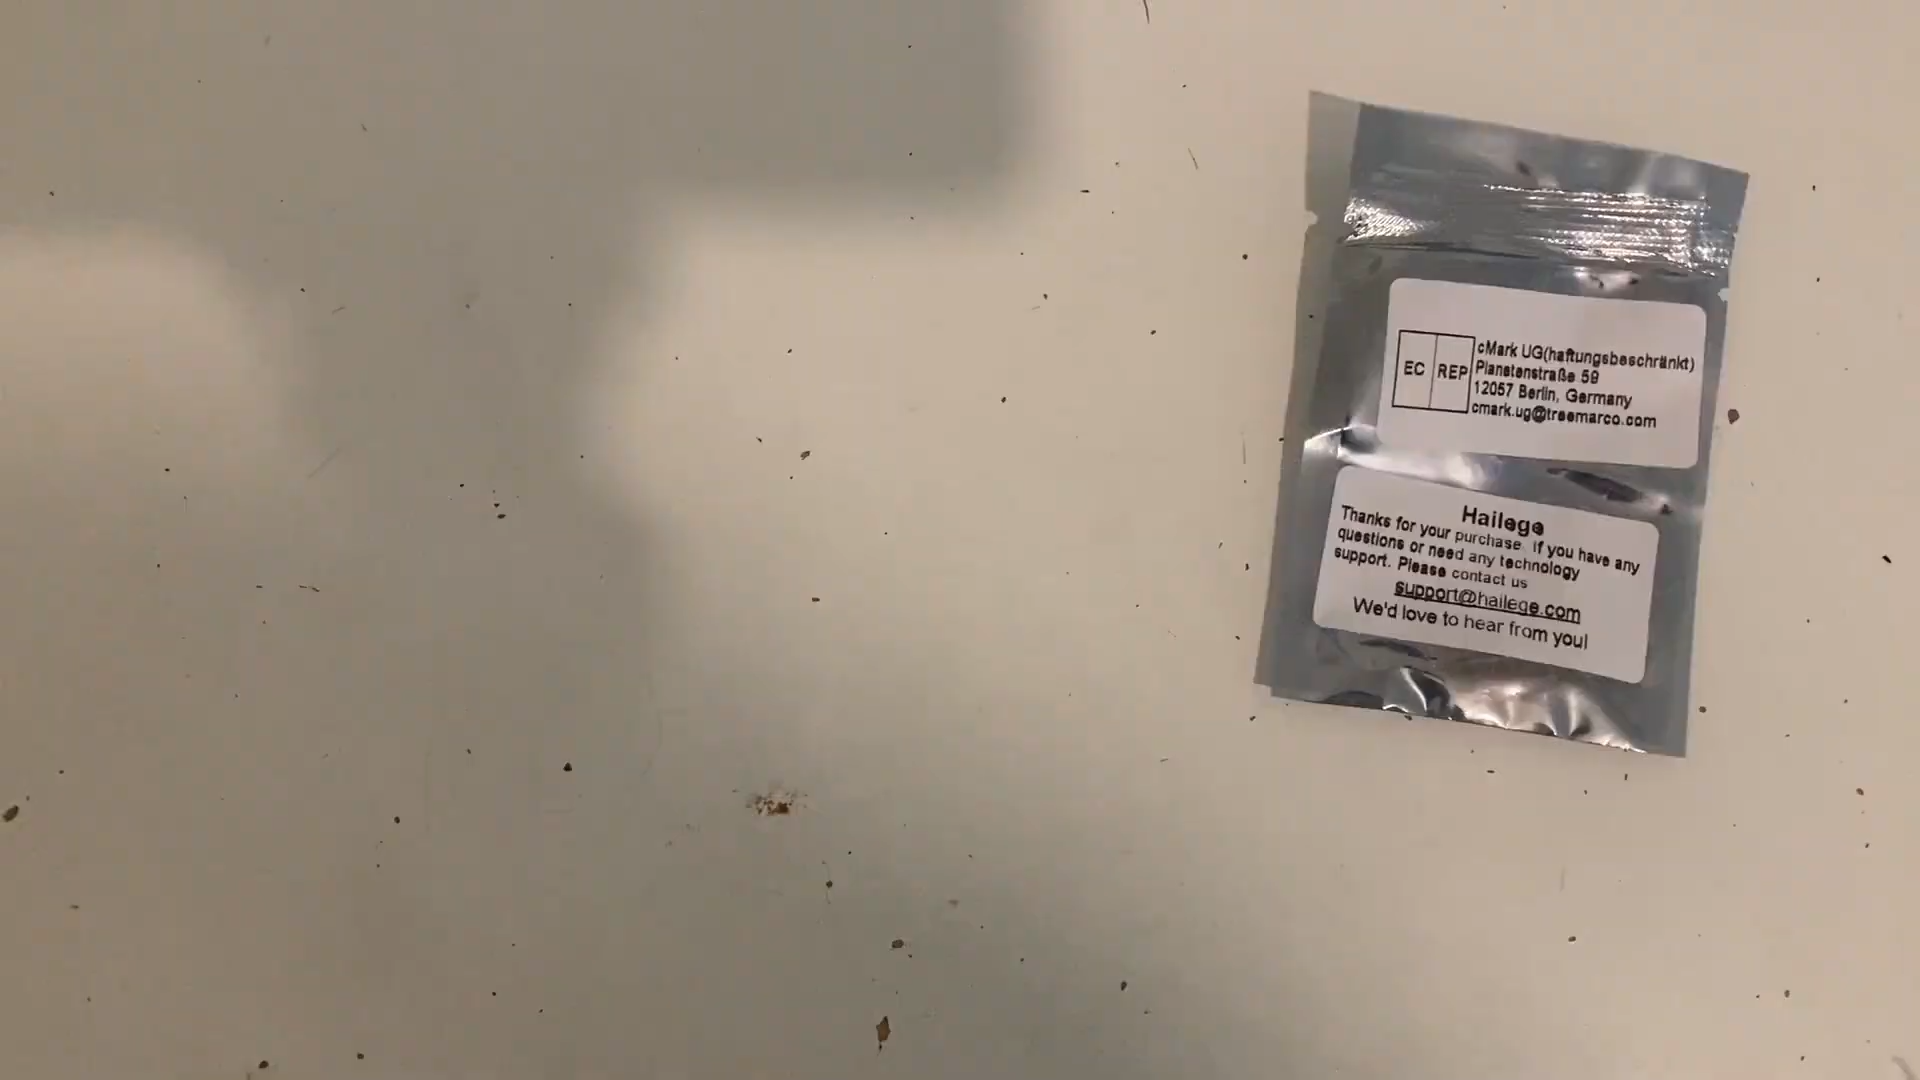 EC REP
cMark UG(haftungsbeschränkt)
Planetenstraße 59
12057 Berlin, Germany
cmark.ug@treemarco.com
Hailege
Thanks for your purchase. If you have any
questions or need any technology
support. Please contact us
support@hailege.com
We'd love to hear from you!